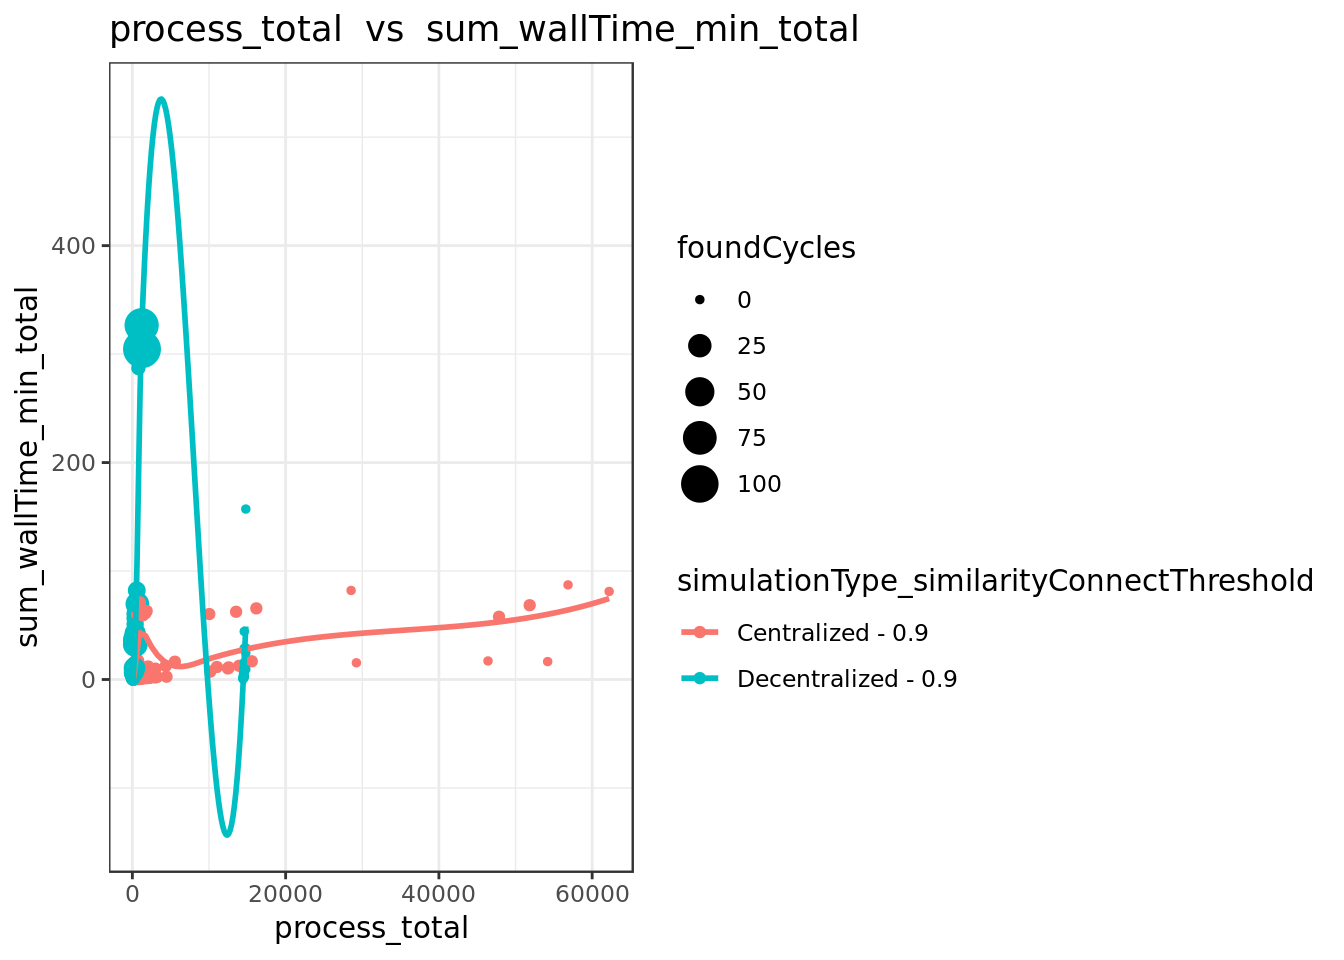 process_total vs sum_wallTime_min_total
sum_wallTime_min_total
400
200
0
0
20000
40000
60000
process_total
foundCycles
0
25
50
75
100
simulationType_similarityConnectThreshold
Centralized - 0.9
Decentralized - 0.9